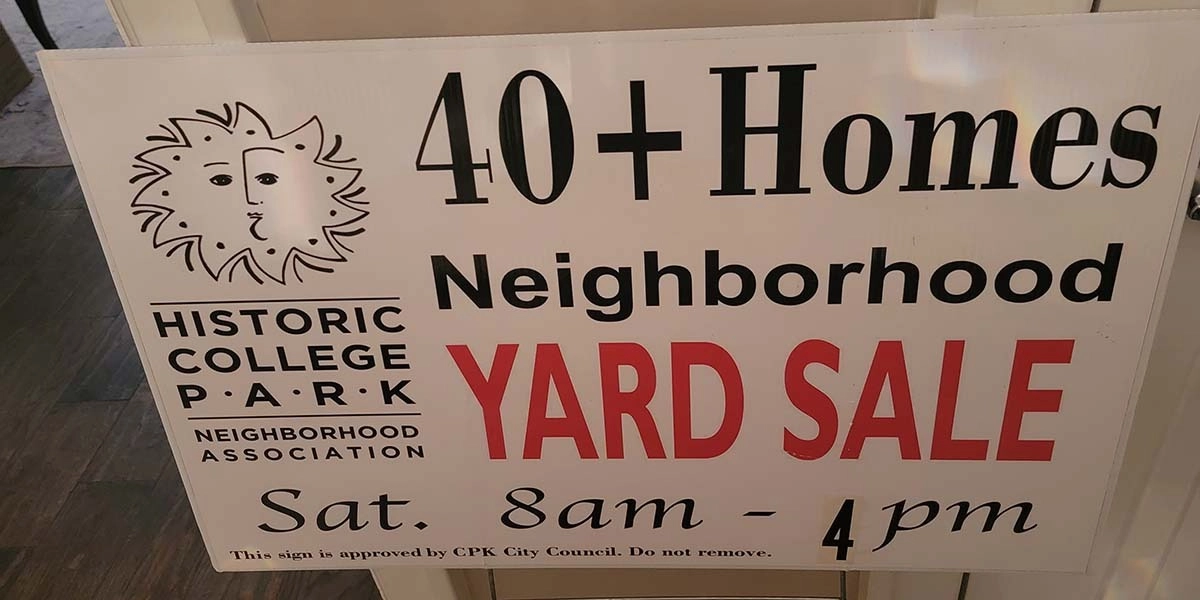 40+Homes
Neighborhood
YARD SALE
HISTORIC
COLLEGE
P·A·R·K
NEIGHBORHOOD
ASSOCIATION
Sat. 8am - 4pm
This sign is approved by CPK City Council. Do not remove.